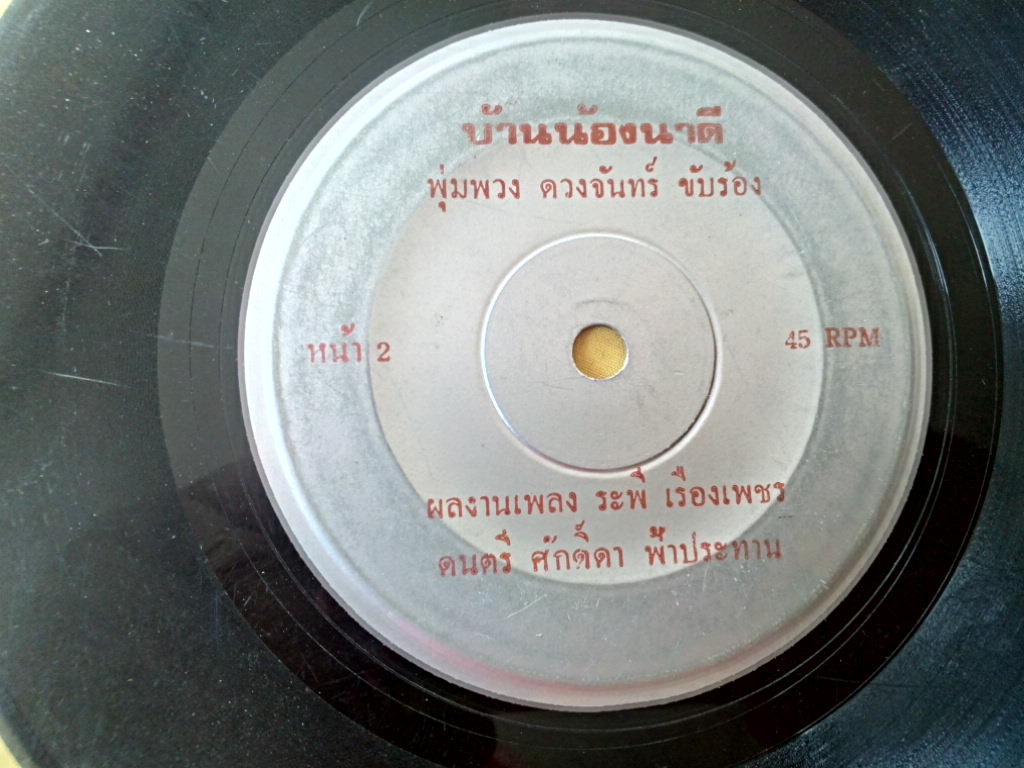 บ้านน้องนาดี
พุ่มพวง ดวงจันทร์ ขับร้อง
หน้า 2
45 RPM
ผลงานเพลง ระพี เรืองเพชร
ดนตรี ศักดิ์ดา ฟ้าประทาน